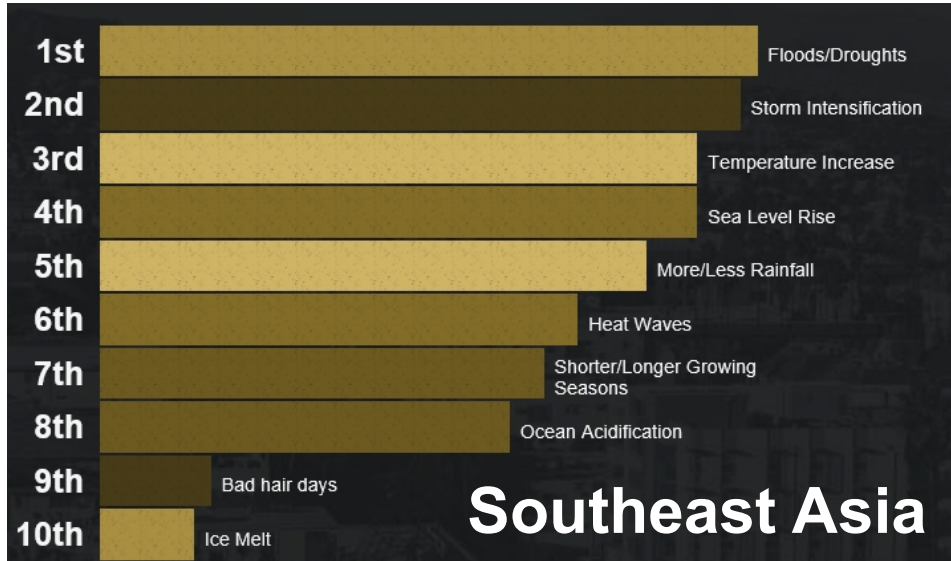 1st Floods/Droughts
2nd Storm Intensification
3rd Temperature Increase
4th Sea Level Rise
5th More/Less Rainfall
6th Heat Waves
7th Shorter/Longer Growing
Seasons
8th Ocean Acidification
9th Bad hair days
10th Ice Melt
Southeast Asia